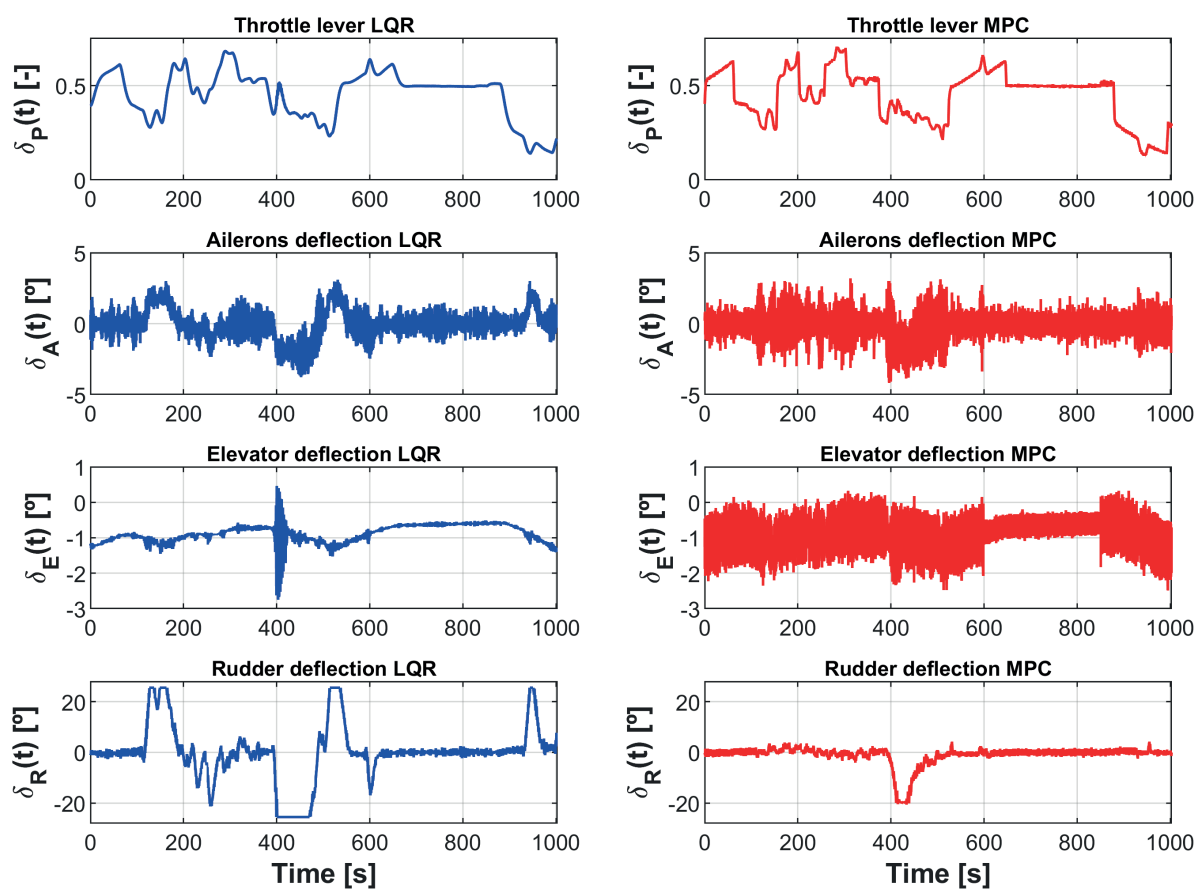 Throttle lever LQR
δP(t) [-]
0.5
0
0 200 400 600 800 1000
Throttle lever MPC
δP(t) [-]
0.5
0
0 200 400 600 800 1000
Ailerons deflection LQR
δA(t) [º]
5
0
-5
0 200 400 600 800 1000
Ailerons deflection MPC
δA(t) [º]
5
0
-5
0 200 400 600 800 1000
Elevator deflection LQR
δE(t) [º]
1
0
-1
-2
-3
0 200 400 600 800 1000
Elevator deflection MPC
δE(t) [º]
1
0
-1
-2
-3
0 200 400 600 800 1000
Rudder deflection LQR
δR(t) [º]
20
0
-20
0 200 400 600 800 1000
Time [s]
Rudder deflection MPC
δR(t) [º]
20
0
-20
0 200 400 600 800 1000
Time [s]